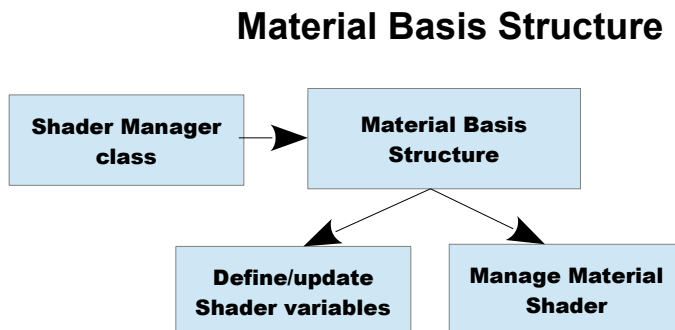 Material Basis Structure
Shader Manager
class
Material Basis
Structure
Define/update
Shader variables
Manage Material
Shader